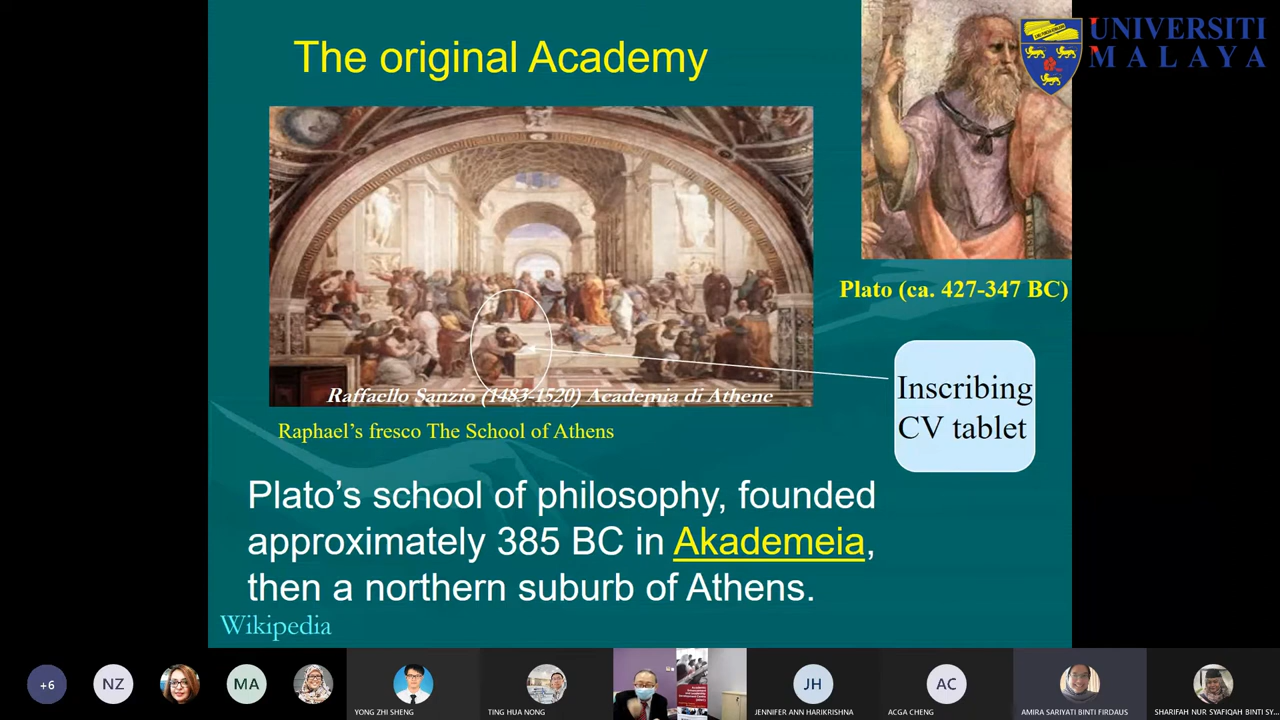 The original Academy
UNIVERSITI
MALAYA
Raffaello Sanzio (1483-1520) Academia di Athene
Raphael's fresco The School of Athens
Plato (ca. 427-347 BC)
Inscribing
CV tablet
Plato's school of philosophy, founded
approximately 385 BC in Akademeia,
then a northern suburb of Athens.
Wikipedia
+6
NZ
MA
YONG ZHI SHENG
TING HUA NONG
JH
JENNIFER ANN HARIKRISHNA
AC
ACGA CHENG
AMIRA SARIYATI BINTI FIRDAUS
SHARIFAH NUR SYAFIQAH BINTI SY...